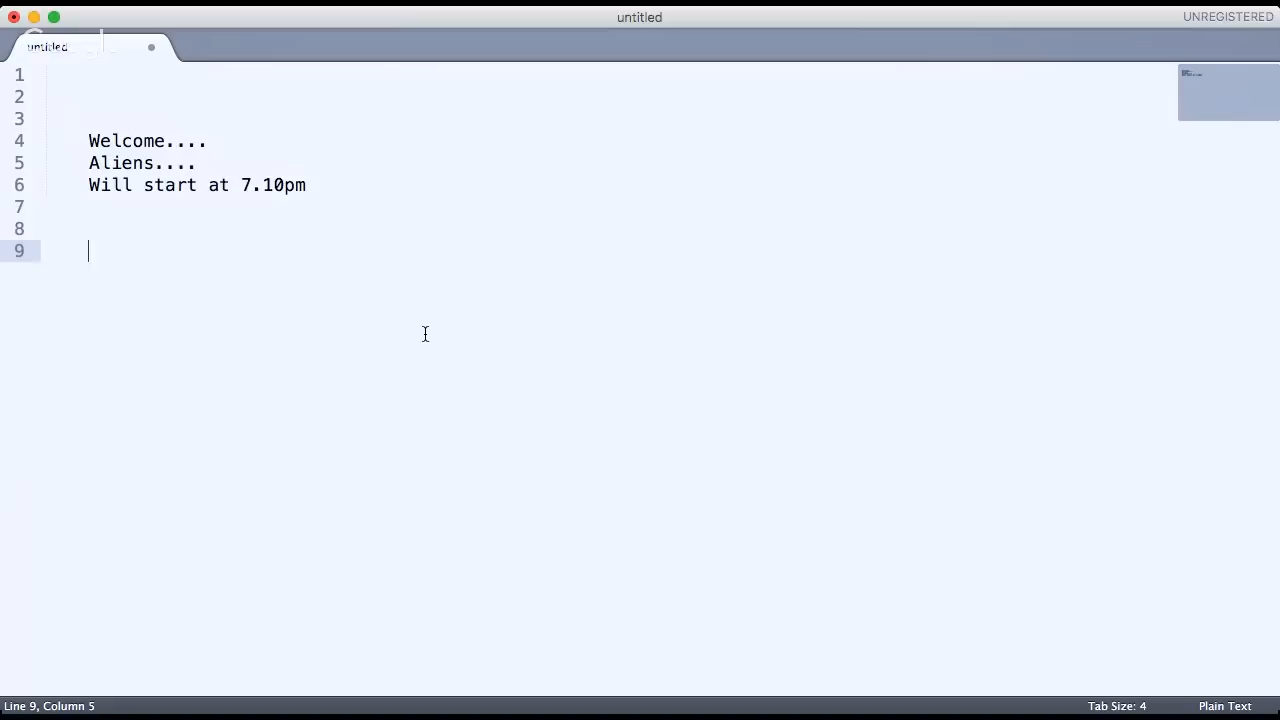 untitled
UNREGISTERED
untitled
1
2
3
4 Welcome....
5 Aliens....
6 Will start at 7.10pm
7
8
9
Line 9, Column 5
Tab Size: 4
Plain Text